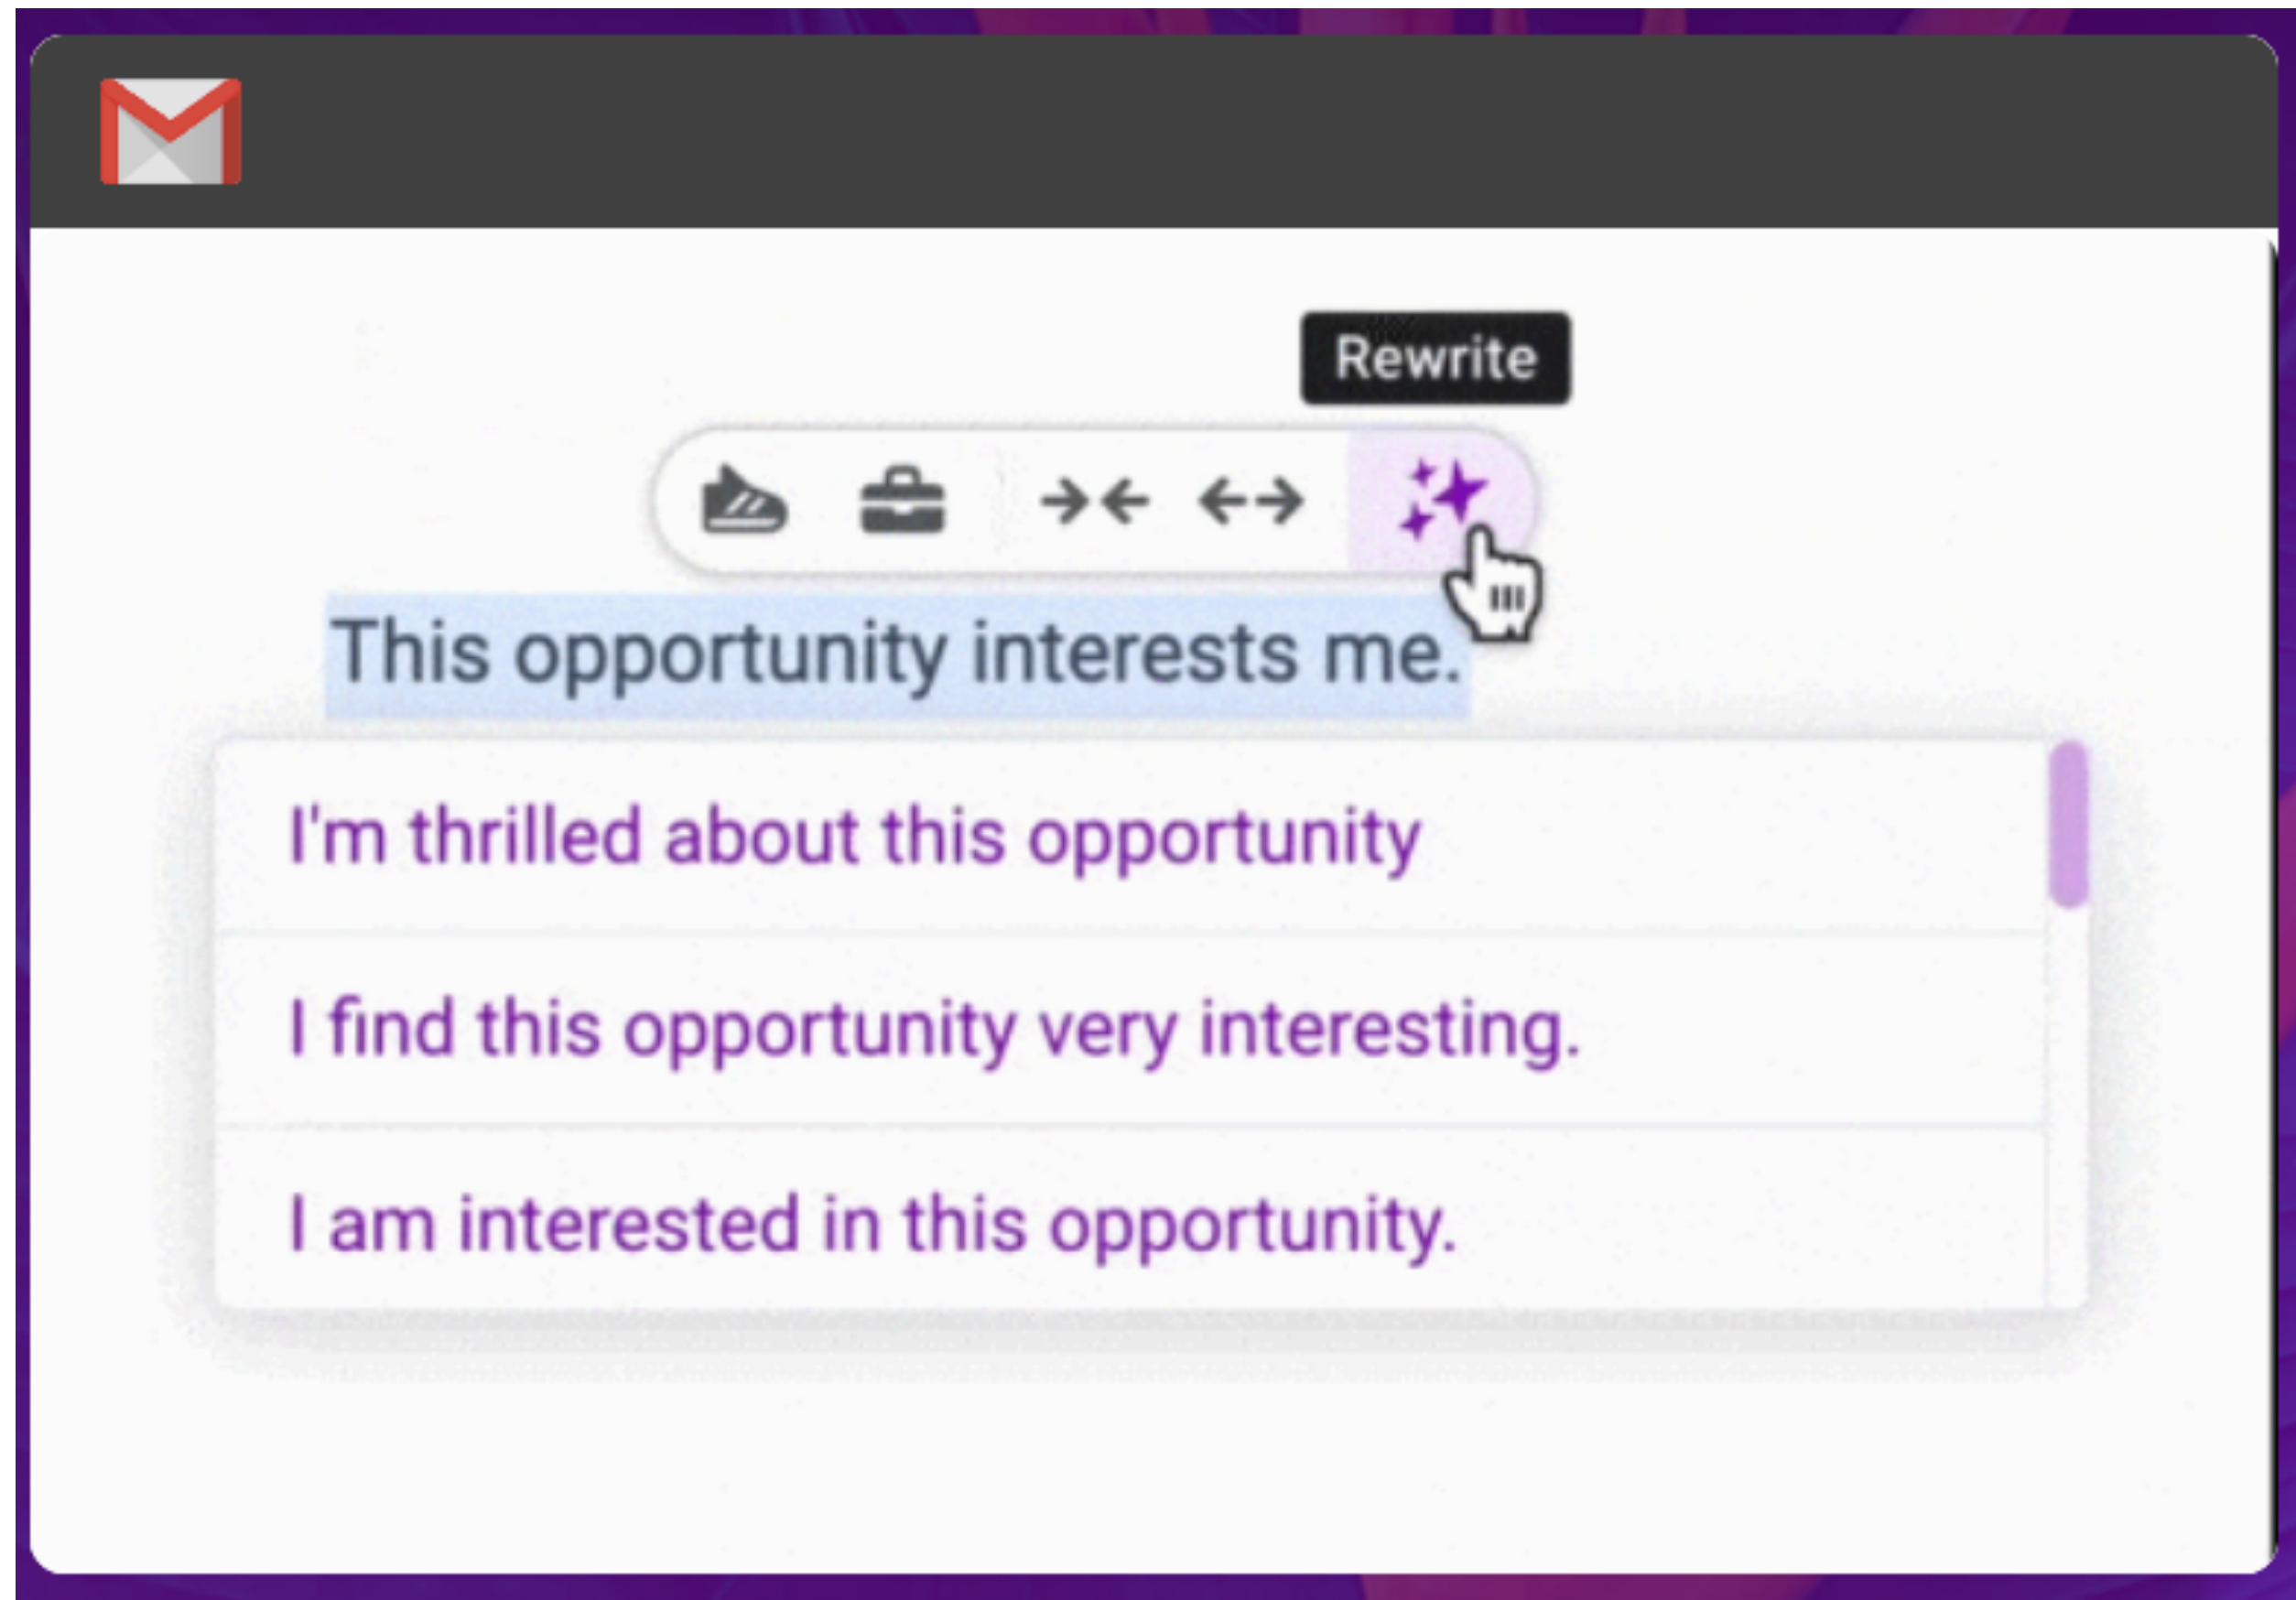 Rewrite
This opportunity interests me.
I'm thrilled about this opportunity
I find this opportunity very interesting.
I am interested in this opportunity.